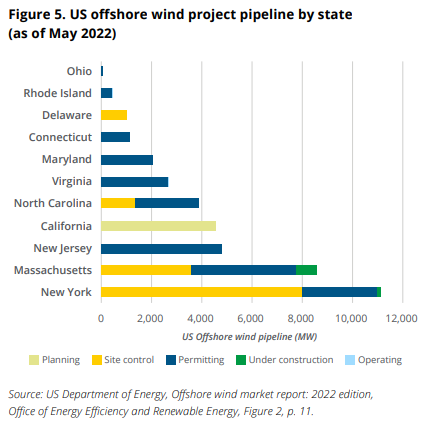 Figure 5. US offshore wind project pipeline by state
(as of May 2022)
Ohio
Rhode Island
Delaware
Connecticut
Maryland
Virginia
North Carolina
California
New Jersey
Massachusetts
New York
0 2,000 4,000 6,000 8,000 10,000 12,000
US Offshore wind pipeline (MW)
Planning Site control Permitting Under construction Operating
Source: US Department of Energy, Offshore wind market report: 2022 edition,
Office of Energy Efficiency and Renewable Energy, Figure 2, p. 11.